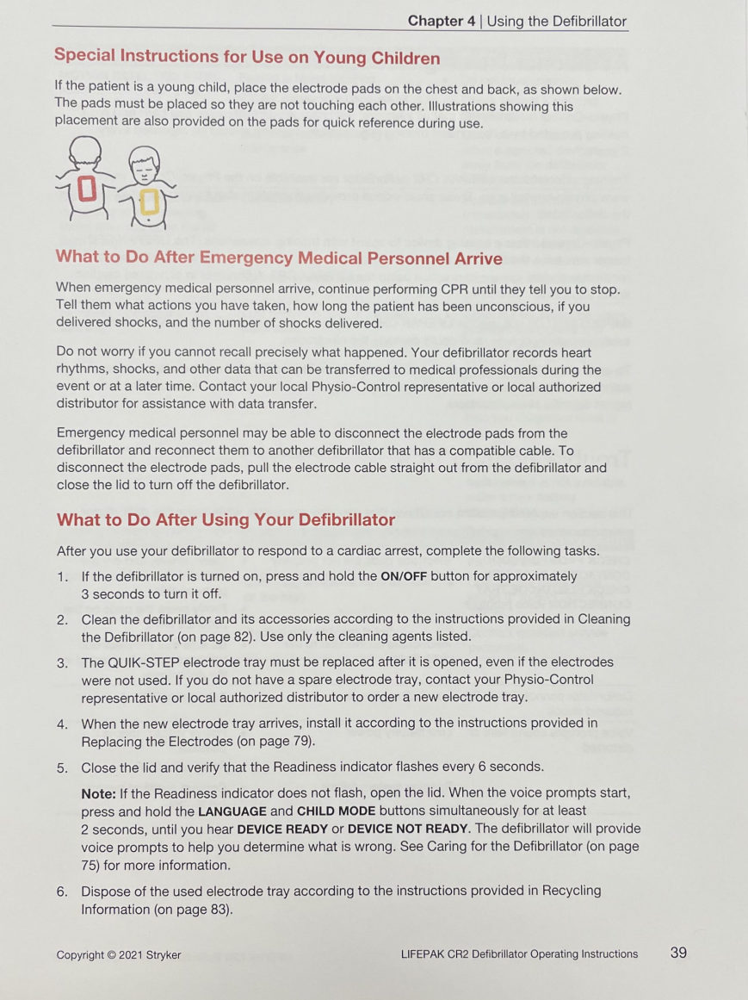 Chapter 4 | Using the Defibrillator
Special Instructions for Use on Young Children
If the patient is a young child, place the electrode pads on the chest and back, as shown below.
The pads must be placed so they are not touching each other. Illustrations showing this
placement are also provided on the pads for quick reference during use.
What to Do After Emergency Medical Personnel Arrive
When emergency medical personnel arrive, continue performing CPR until they tell you to stop.
Tell them what actions you have taken, how long the patient has been unconscious, if you
delivered shocks, and the number of shocks delivered.
Do not worry if you cannot recall precisely what happened. Your defibrillator records heart
rhythms, shocks, and other data that can be transferred to medical professionals during the
event or at a later time. Contact your local Physio-Control representative or local authorized
distributor for assistance with data transfer.
Emergency medical personnel may be able to disconnect the electrode pads from the
defibrillator and reconnect them to another defibrillator that has a compatible cable. To
disconnect the electrode pads, pull the electrode cable straight out from the defibrillator and
close the lid to turn off the defibrillator.
What to Do After Using Your Defibrillator
After you use your defibrillator to respond to a cardiac arrest, complete the following tasks.
1. If the defibrillator is turned on, press and hold the ON/OFF button for approximately
3 seconds to turn it off.
2. Clean the defibrillator and its accessories according to the instructions provided in Cleaning
the Defibrillator (on page 82). Use only the cleaning agents listed.
3. The QUIK-STEP electrode tray must be replaced after it is opened, even if the electrodes
were not used. If you do not have a spare electrode tray, contact your Physio-Control
representative or local authorized distributor to order a new electrode tray.
4. When the new electrode tray arrives, install it according to the instructions provided in
Replacing the Electrodes (on page 79).
5. Close the lid and verify that the Readiness indicator flashes every 6 seconds.
Note: If the Readiness indicator does not flash, open the lid. When the voice prompts start,
press and hold the LANGUAGE and CHILD MODE buttons simultaneously for at least
2 seconds, until you hear DEVICE READY or DEVICE NOT READY. The defibrillator will provide
voice prompts to help you determine what is wrong. See Caring for the Defibrillator (on page
75) for more information.
6. Dispose of the used electrode tray according to the instructions provided in Recycling
Information (on page 83).
Copyright © 2021 Stryker
LIFEPAK CR2 Defibrillator Operating Instructions 39